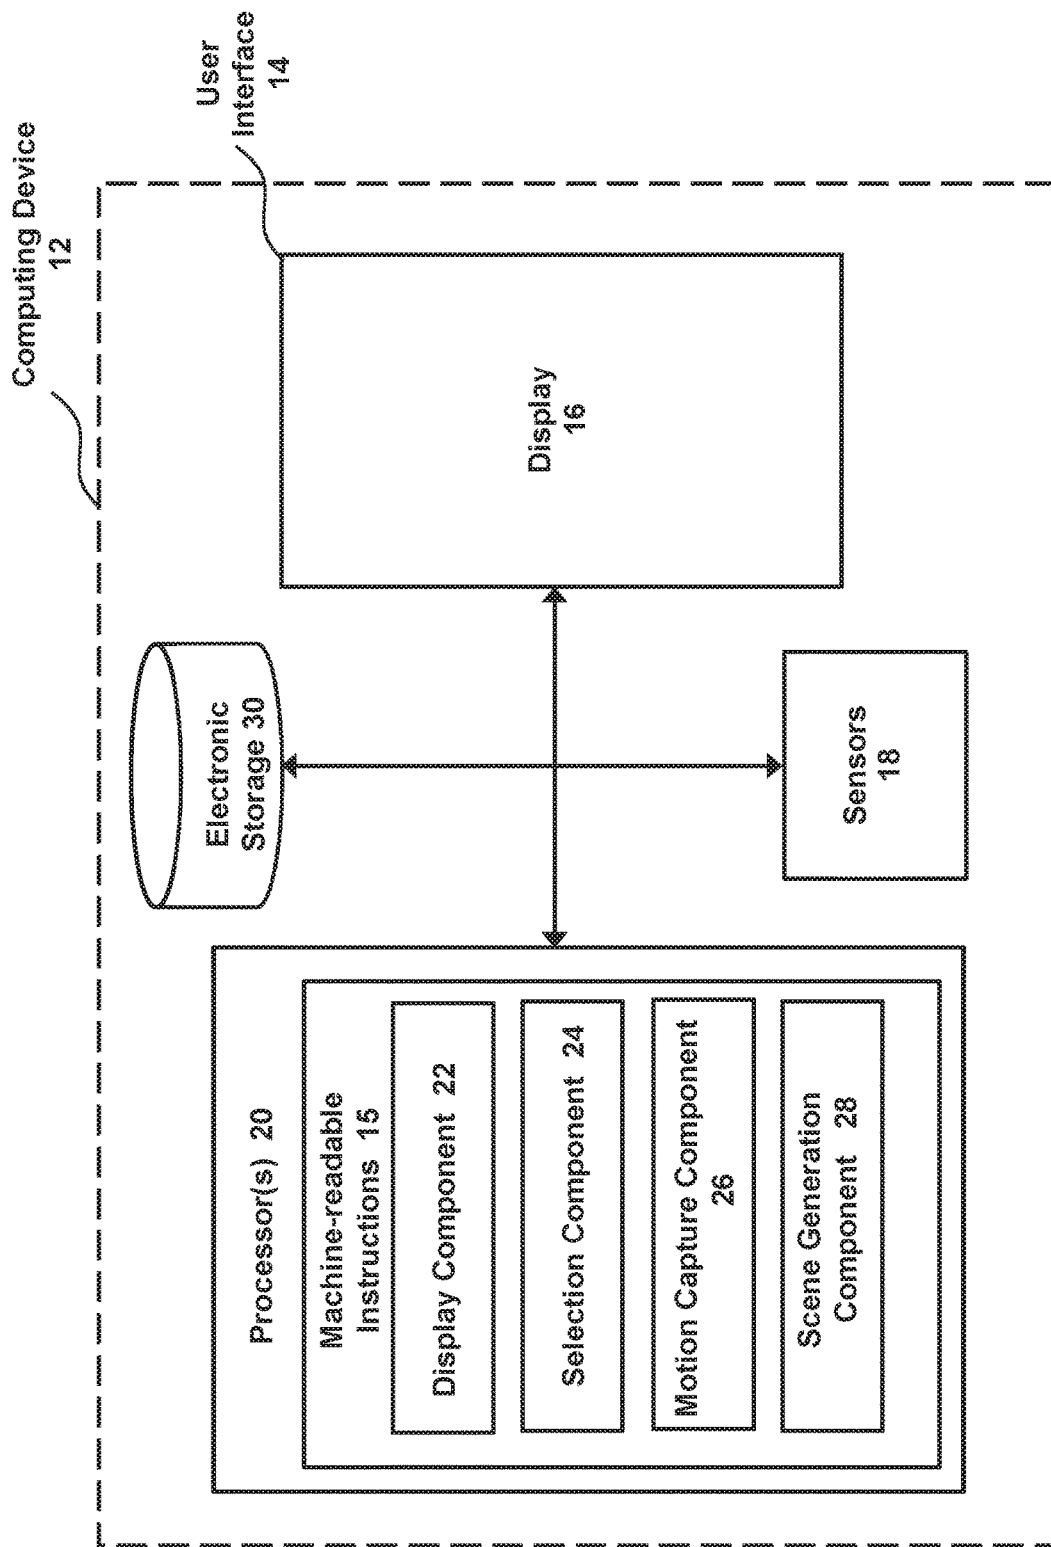 Computing Device
12
User
Interface
14
Electronic
Storage 30
Processor(s) 20
Machine-readable
Instructions 15
Display Component 22
Selection Component 24
Motion Capture Component
26
Scene Generation
Component 28
Display
16
Sensors
18